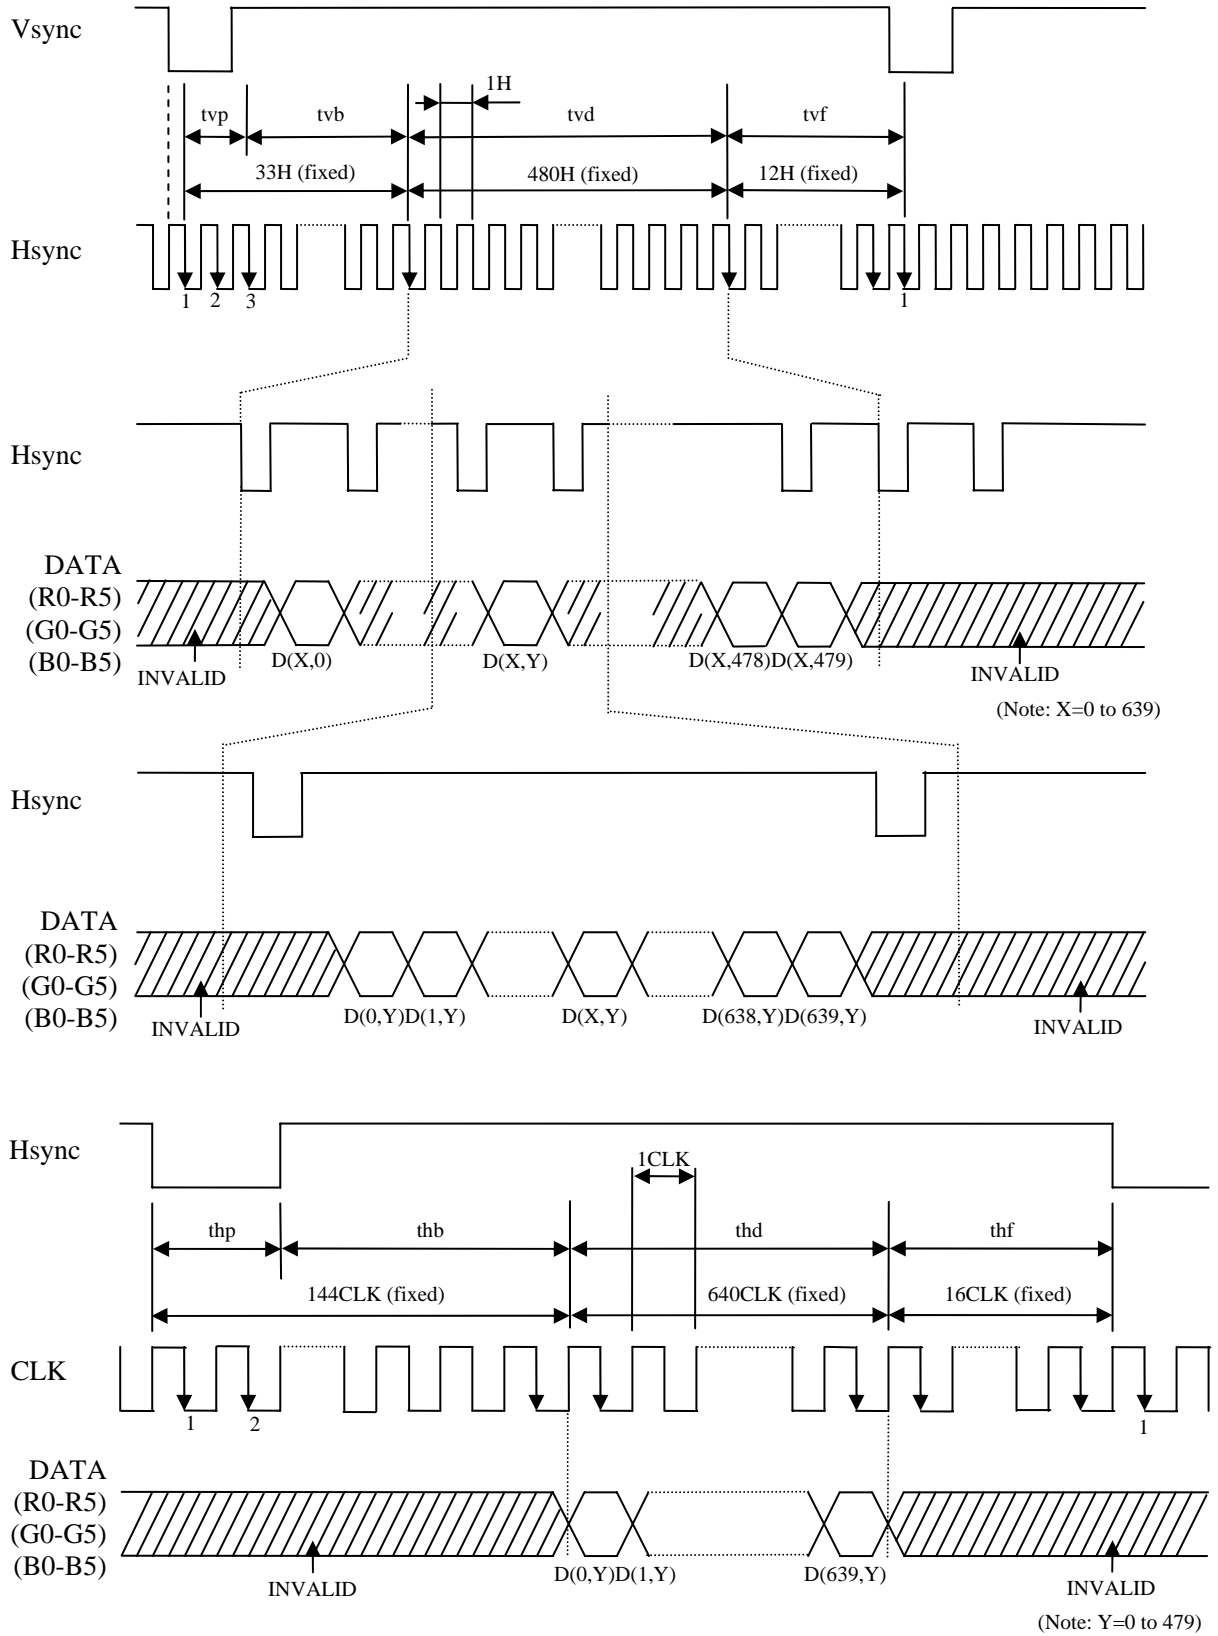 Vsync
1H
tvp tvb tvd tvf
33H (fixed) 480H (fixed) 12H (fixed)
Hsync
1 2 3 1
Hsync
DATA
(R0-R5)
(G0-G5)
(B0-B5)
D(X,0) D(X,Y) D(X,478)D(X,479)
INVALID INVALID
(Note: X=0 to 639)
Hsync
DATA
(R0-R5)
(G0-G5)
(B0-B5)
D(0,Y)D(1,Y) D(X,Y) D(638,Y)D(639,Y)
INVALID INVALID
Hsync
1CLK
thp thb thd thf
144CLK (fixed) 640CLK (fixed) 16CLK (fixed)
CLK
1 2 1
DATA
(R0-R5)
(G0-G5)
(B0-B5)
D(0,Y)D(1,Y) D(639,Y)
INVALID INVALID
(Note: Y=0 to 479)